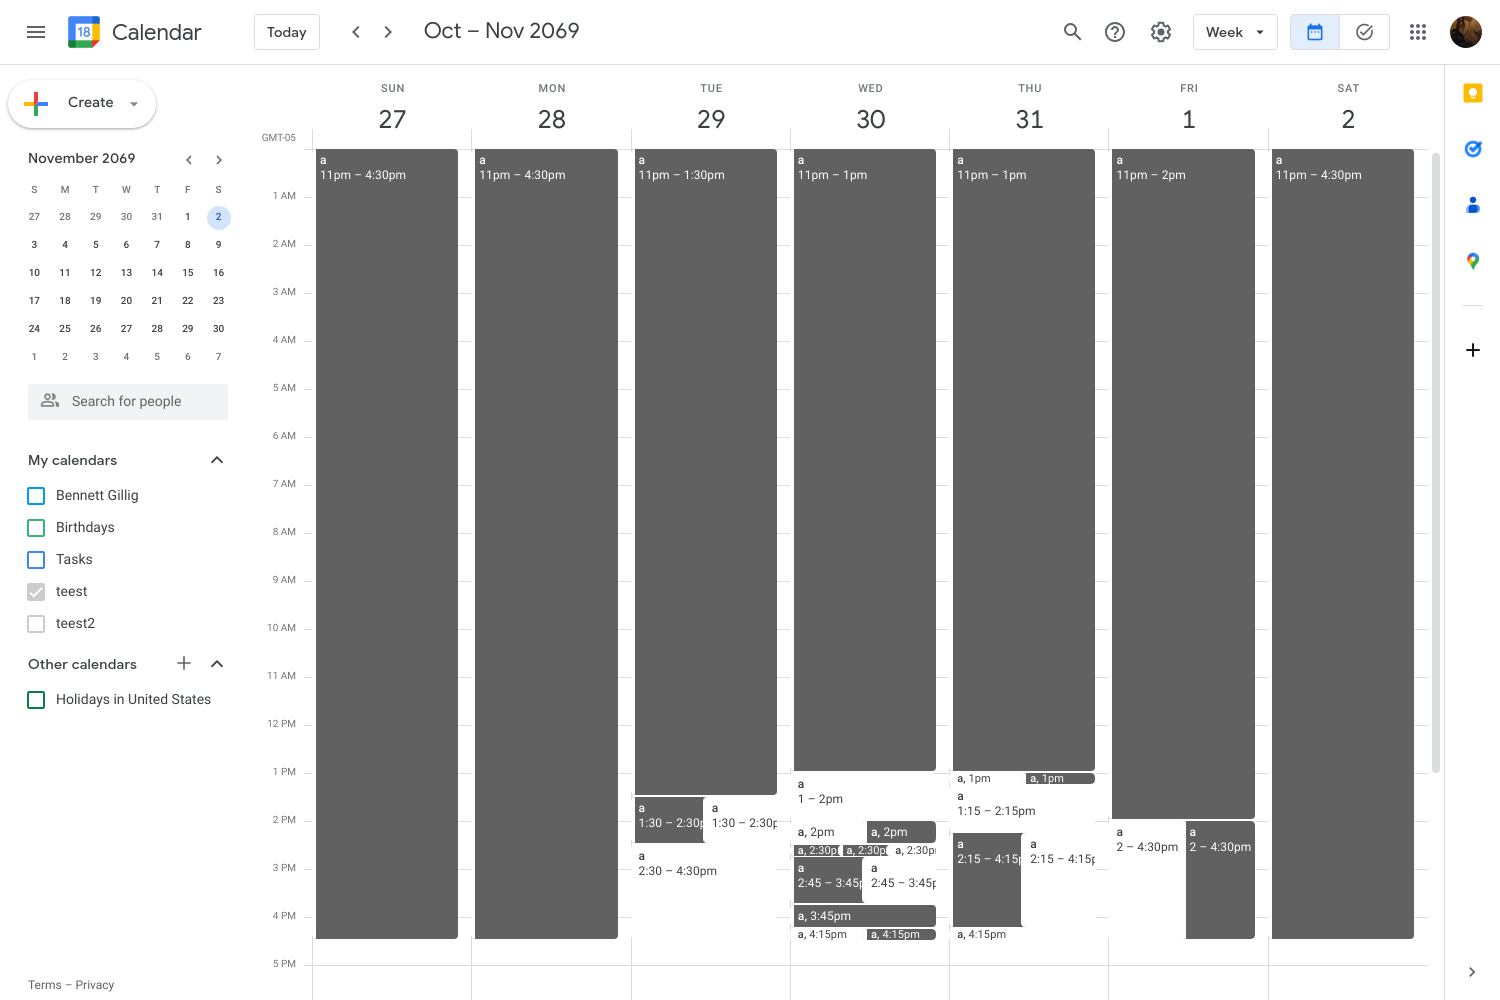 18 Calendar Today Oct – Nov 2069 Week
Create
November 2069
S M T W T F S
27 28 29 30 31 1 2
3 4 5 6 7 8 9
10 11 12 13 14 15 16
17 18 19 20 21 22 23
24 25 26 27 28 29 30
1 2 3 4 5 6 7
Search for people
My calendars
Bennett Gillig
Birthdays
Tasks
teest
teest2
Other calendars
Holidays in United States
Terms – Privacy
SUN MON TUE WED THU FRI SAT
27 28 29 30 31 1 2
GMT-05
1 AM
2 AM
3 AM
4 AM
5 AM
6 AM
7 AM
8 AM
9 AM
10 AM
11 AM
12 PM
1 PM
2 PM
3 PM
4 PM
5 PM
a
11pm – 4:30pm
a
11pm – 4:30pm
a
11pm – 1:30pm
a
1:30 – 2:30p
a
1:30 – 2:30p
a
2:30 – 4:30pm
a
11pm – 1pm
a
1 – 2pm
a, 2pm
a, 2pm
a, 2:30p
a, 2:30p
a, 2:30p
a
2:45 – 3:45p
a
2:45 – 3:45p
a, 3:45pm
a, 4:15pm
a, 4:15pm
a
11pm – 1pm
a, 1pm
a, 1pm
a
1:15 – 2:15pm
a
2:15 – 4:15p
a
2:15 – 4:15p
a, 4:15pm
a
11pm – 2pm
a
2 – 4:30pm
a
2 – 4:30pm
a
11pm – 4:30pm